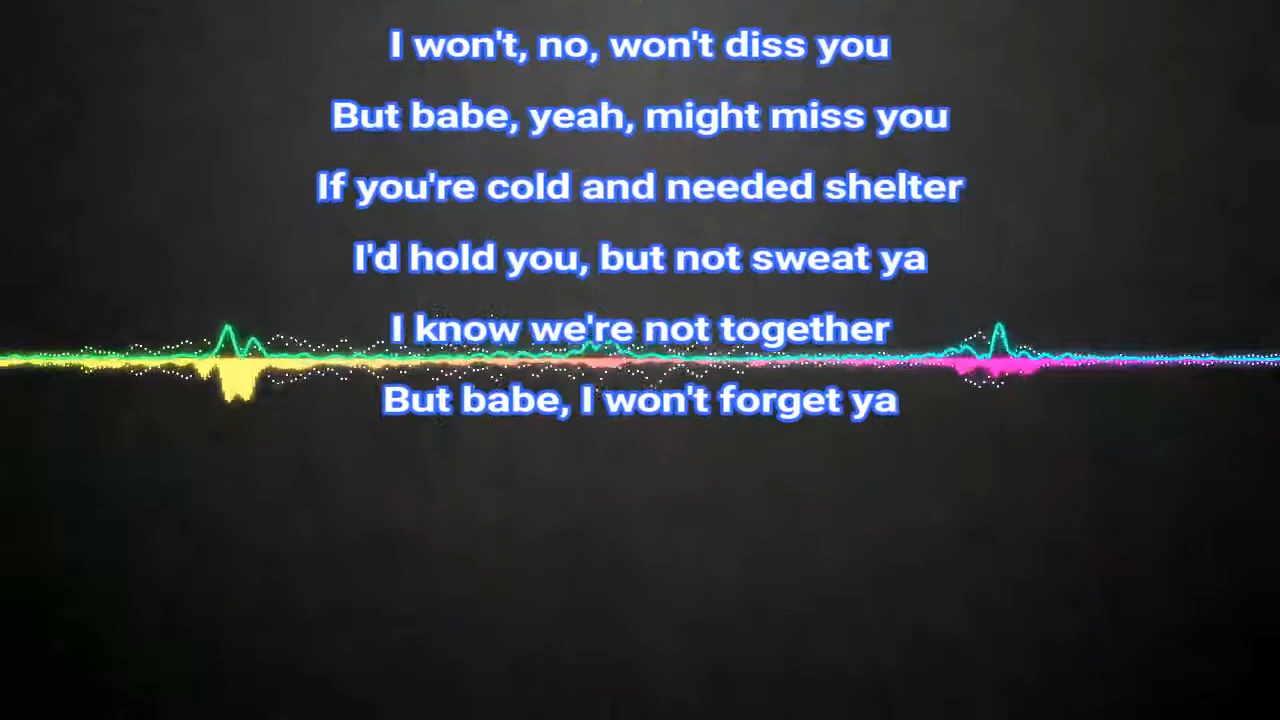 I won't, no, won't diss you
But babe, yeah, might miss you
If you're cold and needed shelter
I'd hold you, but not sweat ya
I know we're not together
But babe, I won't forget ya